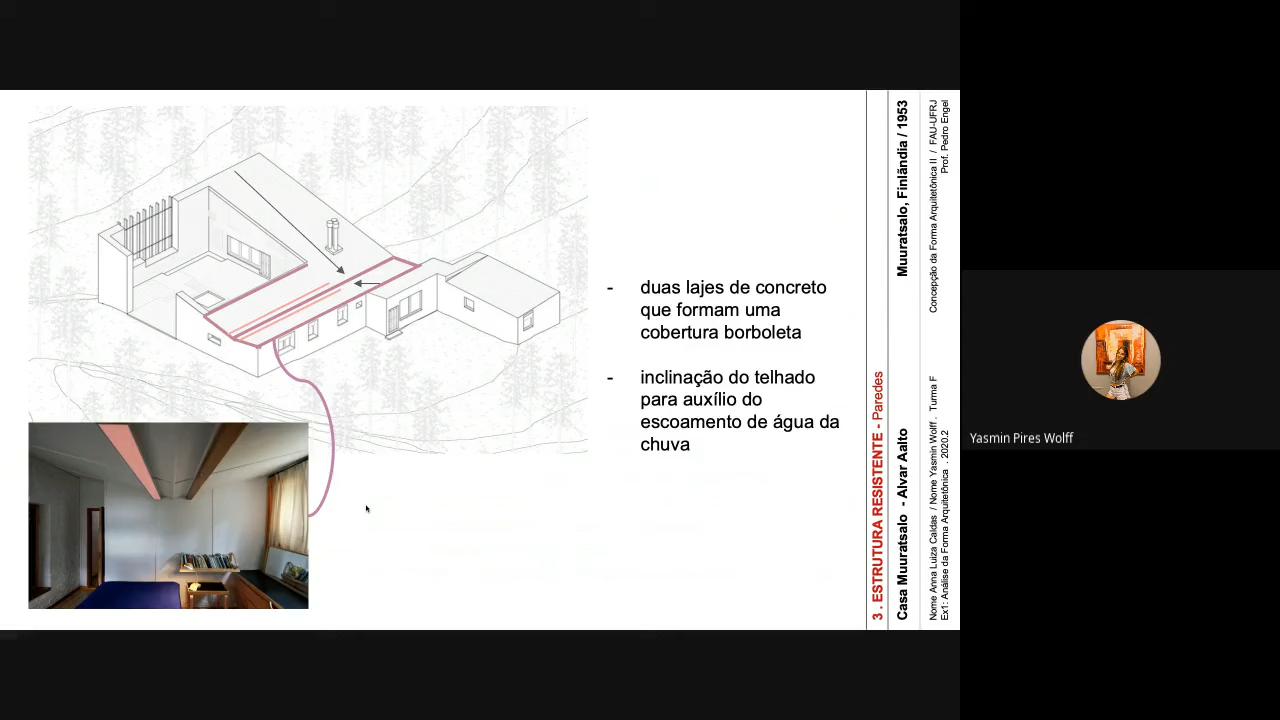 - duas lajes de concreto
que formam uma
cobertura borboleta
- inclinação do telhado
para auxílio do
escoamento de água da
chuva
3 . ESTRUTURA RESISTENTE - Paredes
Casa Muuratsalo - Alvar Aalto
Muuratsalo, Finlândia / 1953
Nome Anna Luiza Caldas / Nome Yasmin Wolff . Turma F
Ex1: Análise da Forma Arquitetônica . 2020.2
Concepção da Forma Arquitetônica II / FAU-UFRJ
Prof. Pedro Engel
Yasmin Pires Wolff